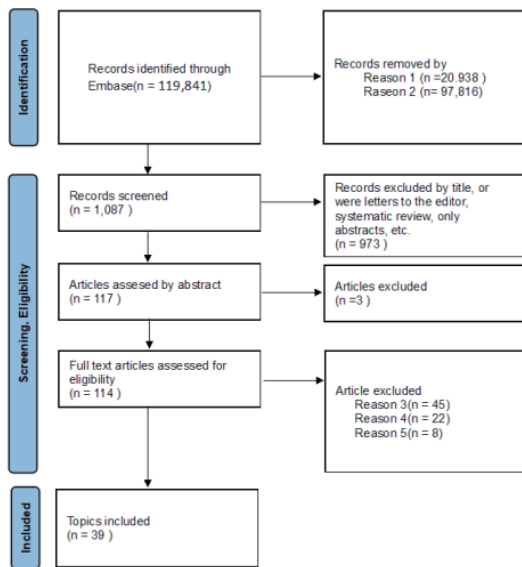 Identification
Records identified through
Embase(n = 119,841)
Records removed by
Reason 1 (n =20.938 )
Raseon 2 (n= 97,816)
Screening, Eligibility
Records screened
(n = 1,087 )
Records excluded by title, or
were letters to the editor,
systematic review, only
abstracts, etc.
(n = 973)
Articles assesed by abstract
(n = 117 )
Articles excluded
(n =3 )
Full text articles assessed for
eligibility
(n = 114 )
Article excluded
Reason 3(n = 45)
Reason 4(n = 22)
Reason 5(n = 8)
Included
Topics included
(n = 39 )